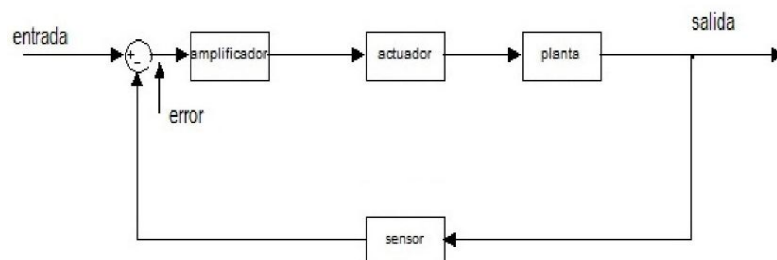 entrada
salida
+
-
amplificador
actuador
planta
error
sensor